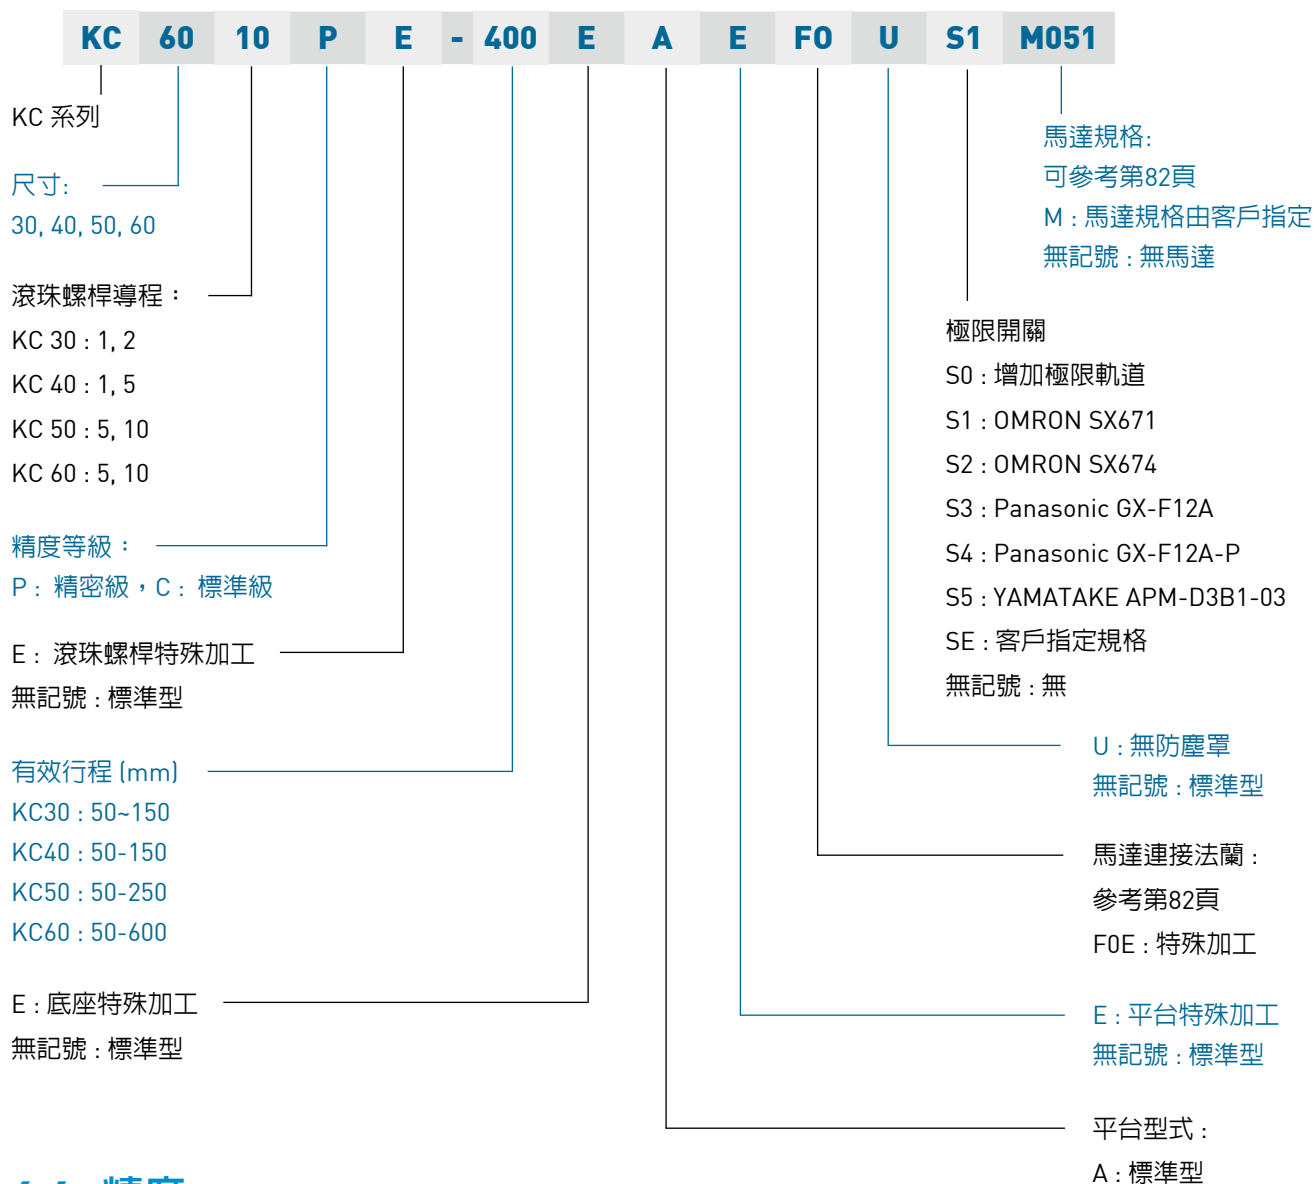 KC 60 10 P E - 400 E A E F0 U S1 M051
KC 系列
尺寸:
30, 40, 50, 60
滾珠螺桿導程：
KC 30 : 1, 2
KC 40 : 1, 5
KC 50 : 5, 10
KC 60 : 5, 10
精度等級：
P : 精密級，C : 標準級
E : 滾珠螺桿特殊加工
無記號 : 標準型
有效行程 (mm)
KC30 : 50~150
KC40 : 50-150
KC50 : 50-250
KC60 : 50-600
E : 底座特殊加工
無記號 : 標準型
馬達規格:
可參考第82頁
M : 馬達規格由客戶指定
無記號 : 無馬達
極限開關
S0 : 增加極限軌道
S1 : OMRON SX671
S2 : OMRON SX674
S3 : Panasonic GX-F12A
S4 : Panasonic GX-F12A-P
S5 : YAMATAKE APM-D3B1-03
SE : 客戶指定規格
無記號 : 無
U : 無防塵罩
無記號 : 標準型
馬達連接法蘭 :
參考第82頁
F0E : 特殊加工
E : 平台特殊加工
無記號 : 標準型
平台型式 :
A : 標準型